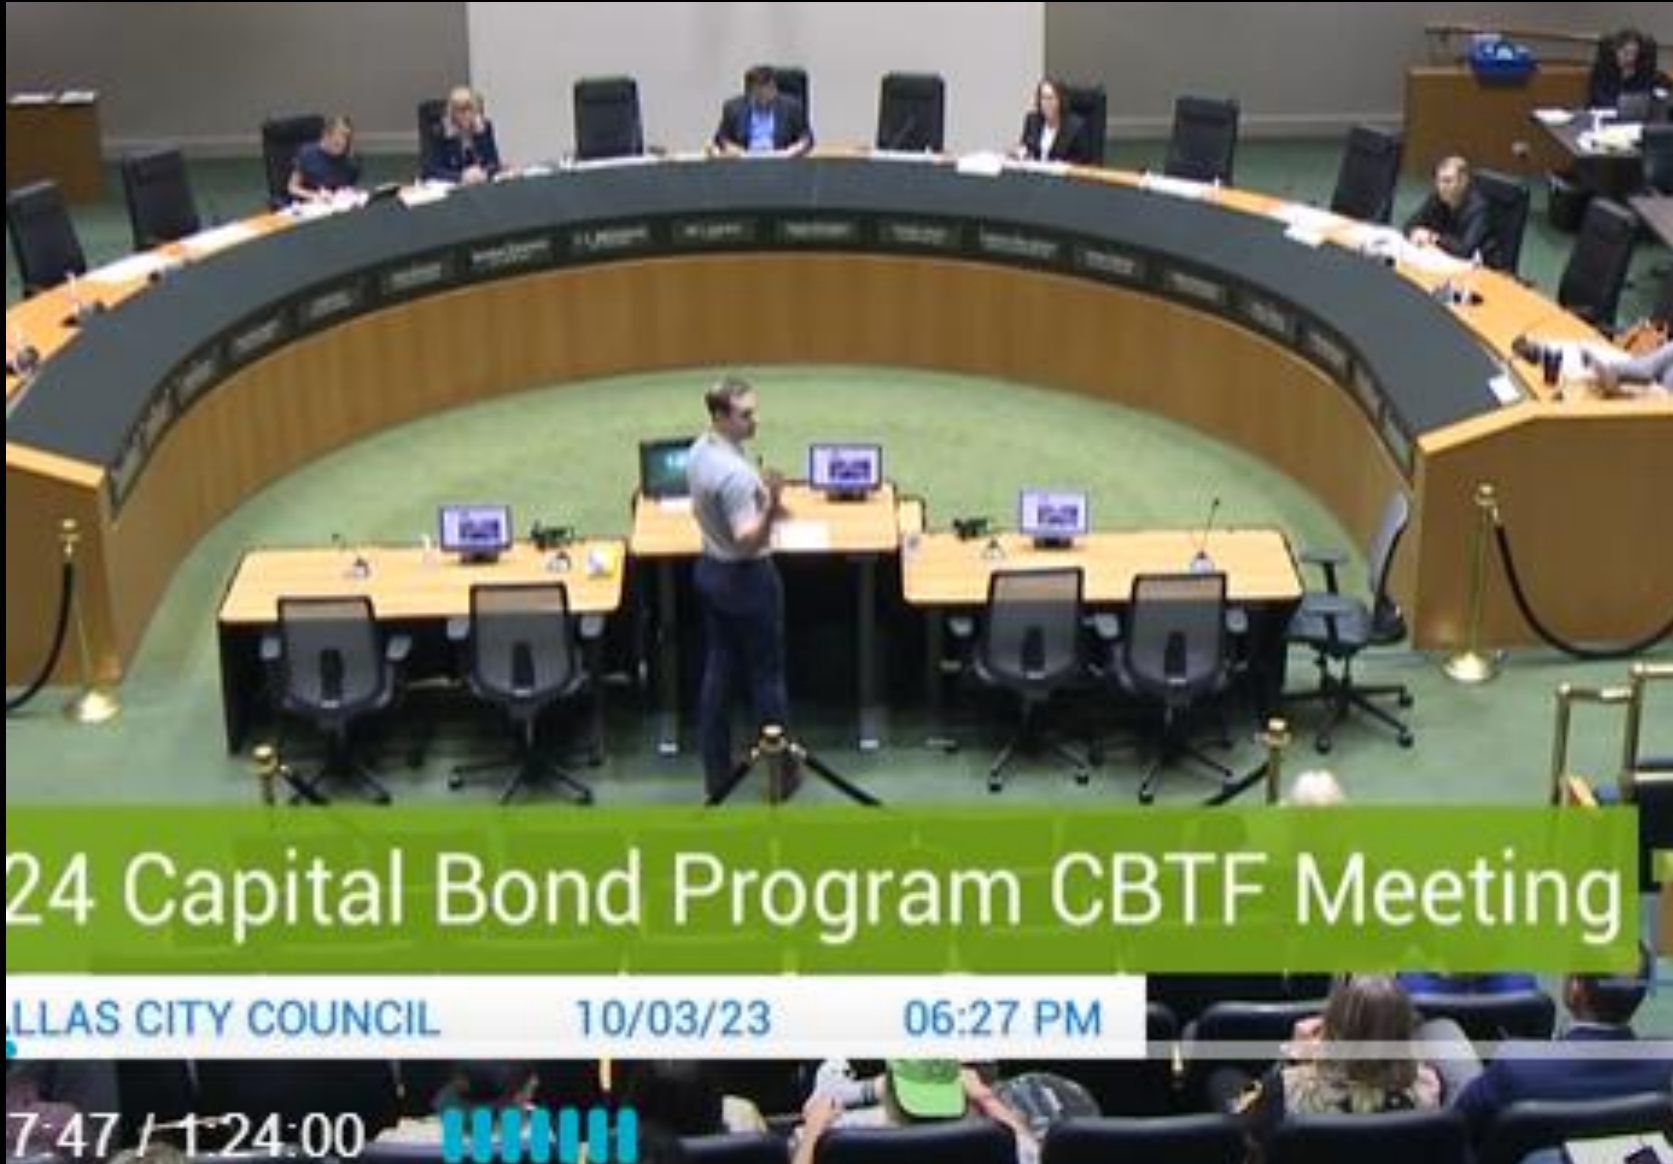 24 Capital Bond Program CBTF Meeting
LLAS CITY COUNCIL 10/03/23 06:27 PM
7:47 / 1:24:00